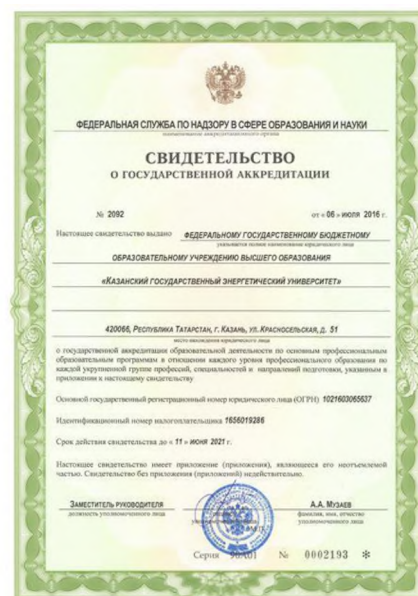 ФЕДЕРАЛЬНАЯ СЛУЖБА ПО НАДЗОРУ В СФЕРЕ ОБРАЗОВАНИЯ И НАУКИ
наименование аккредитационного органа
СВИДЕТЕЛЬСТВО
О ГОСУДАРСТВЕННОЙ АККРЕДИТАЦИИ
№ 2092 от « 06 » ИЮЛЯ 2016 г.
Настоящее свидетельство выдано ФЕДЕРАЛЬНОМУ ГОСУДАРСТВЕННОМУ БЮДЖЕТНОМУ
указывается полное наименование юридического лица
ОБРАЗОВАТЕЛЬНОМУ УЧРЕЖДЕНИЮ ВЫСШЕГО ОБРАЗОВАНИЯ
«КАЗАНСКИЙ ГОСУДАРСТВЕННЫЙ ЭНЕРГЕТИЧЕСКИЙ УНИВЕРСИТЕТ»
420066, РЕСПУБЛИКА ТАТАРСТАН, Г. КАЗАНЬ, УЛ. КРАСНОСЕЛЬСКАЯ, Д. 51
место нахождения юридического лица
о государственной аккредитации образовательной деятельности по основным профессиональным
образовательным программам в отношении каждого уровня профессионального образования по
каждой укрупненной группе профессий, специальностей и направлений подготовки, указанным в
приложении к настоящему свидетельству
Основной государственный регистрационный номер юридического лица (ОГРН) 1021603065637
Идентификационный номер налогоплательщика 1656019286
Срок действия свидетельства до « 11 » ИЮНЯ 2021 г.
Настоящее свидетельство имеет приложение (приложения), являющееся его неотъемлемой
частью. Свидетельство без приложения (приложений) недействительно.
ЗАМЕСТИТЕЛЬ РУКОВОДИТЕЛЯ А.А. МУЗАЕВ
должность уполномоченного лица фамилия, имя, отчество
уполномоченного лица
Серия 90А01 № 0002193 *